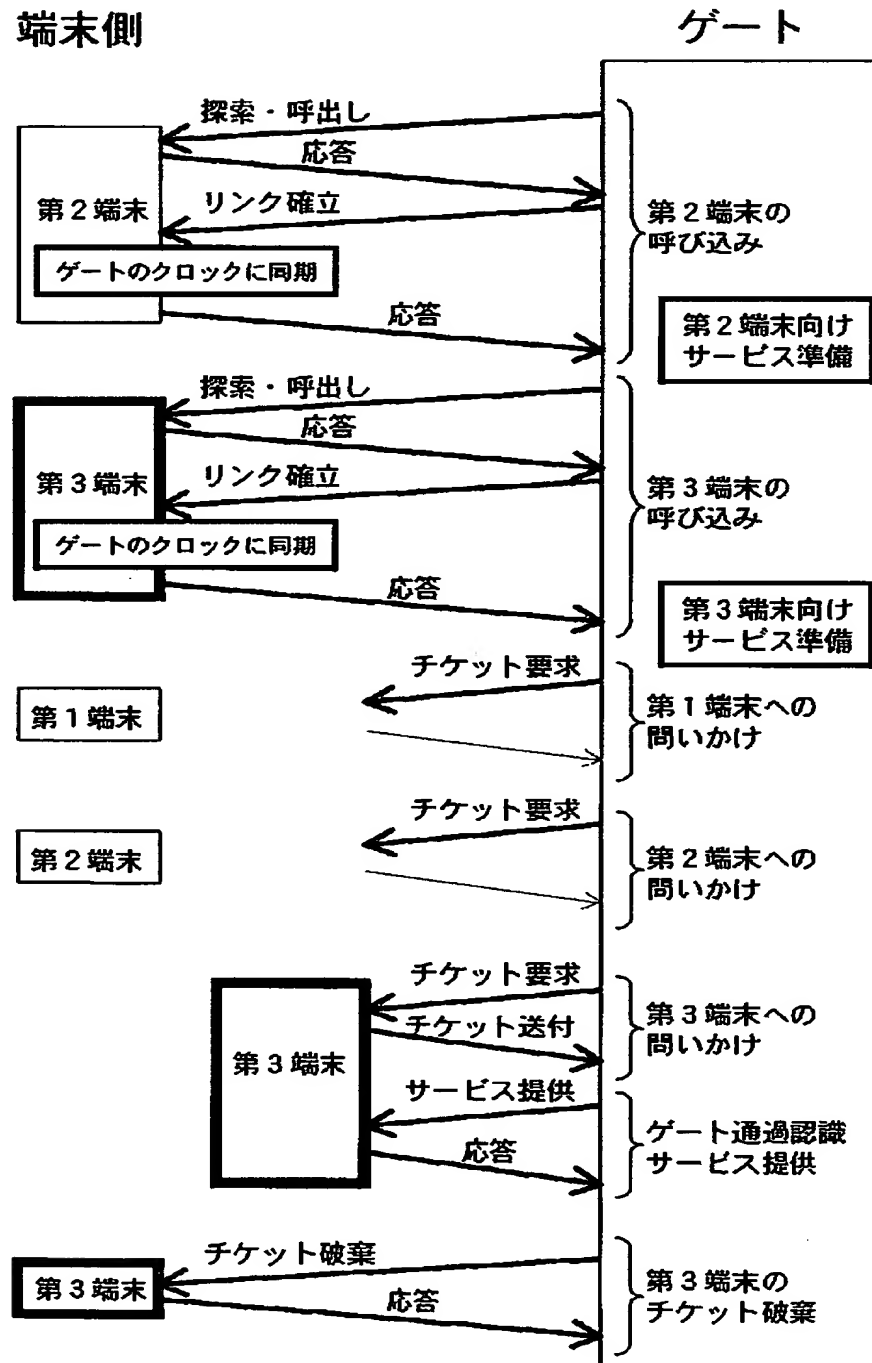 端末側
ゲート
探索・呼出し
応答
第２端末
リンク確立
第２端末の
呼び込み
ゲートのクロックに同期
応答
第２端末向け
サービス準備
探索・呼出し
応答
第３端末
リンク確立
第３端末の
呼び込み
ゲートのクロックに同期
応答
第３端末向け
サービス準備
チケット要求
第１端末
第１端末への
問いかけ
チケット要求
第２端末
第２端末への
問いかけ
チケット要求
チケット送付
第３端末
第３端末への
問いかけ
サービス提供
応答
ゲート通過認識
サービス提供
チケット破棄
第３端末
応答
第３端末の
チケット破棄